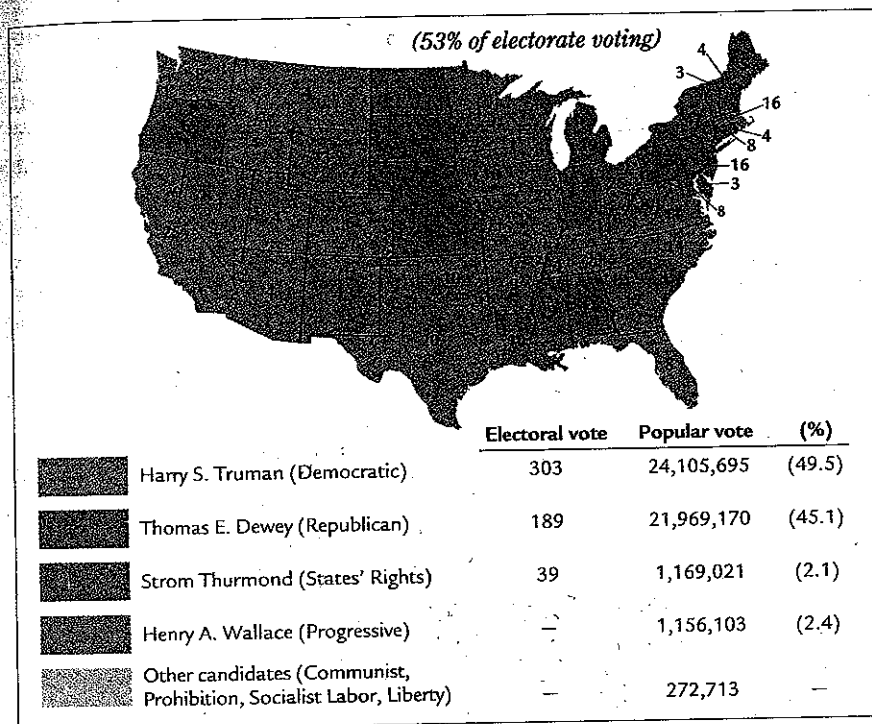 (53% of electorate voting)
4
3
16
4
8
16
3
8
Electoral vote Popular vote (%)
Harry S. Truman (Democratic) 303 24,105,695 (49.5)
Thomas E. Dewey (Republican) 189 21,969,170 (45.1)
Strom Thurmond (States' Rights) 39 1,169,021 (2.1)
Henry A. Wallace (Progressive) – 1,156,103 (2.4)
Other candidates (Communist,
Prohibition, Socialist Labor, Liberty) – 272,713 –